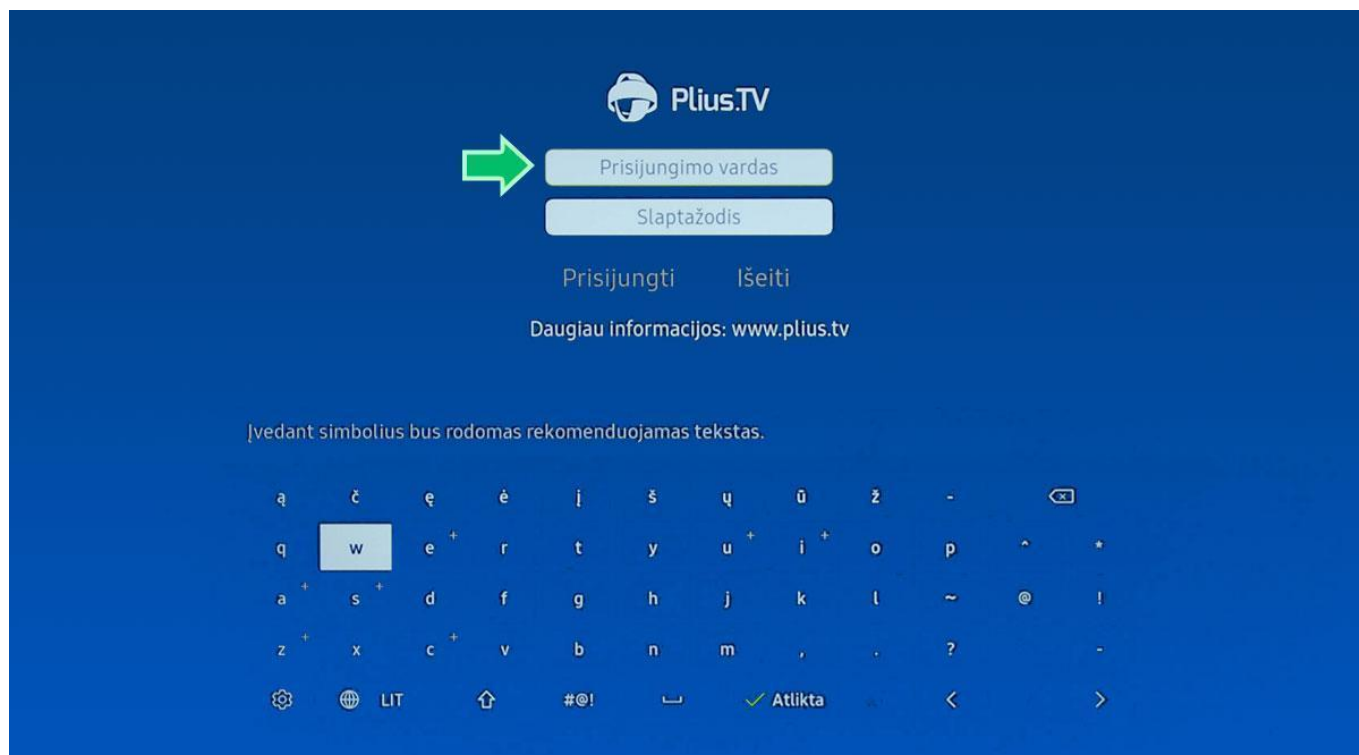 Plius.TV
Prisijungimo vardas
Slaptažodis
Prisijungti Išeiti
Daugiau informacijos: www.plius.tv
Įvedant simbolius bus rodomas rekomenduojamas tekstas.
ą č ę ė į š ų ū ž -
q w e + r t y u + i + o p ^ *
a + s + d f g h j k l ~ @ !
z + x c + v b n m , . ? -
LIT #@! Atlikta < >